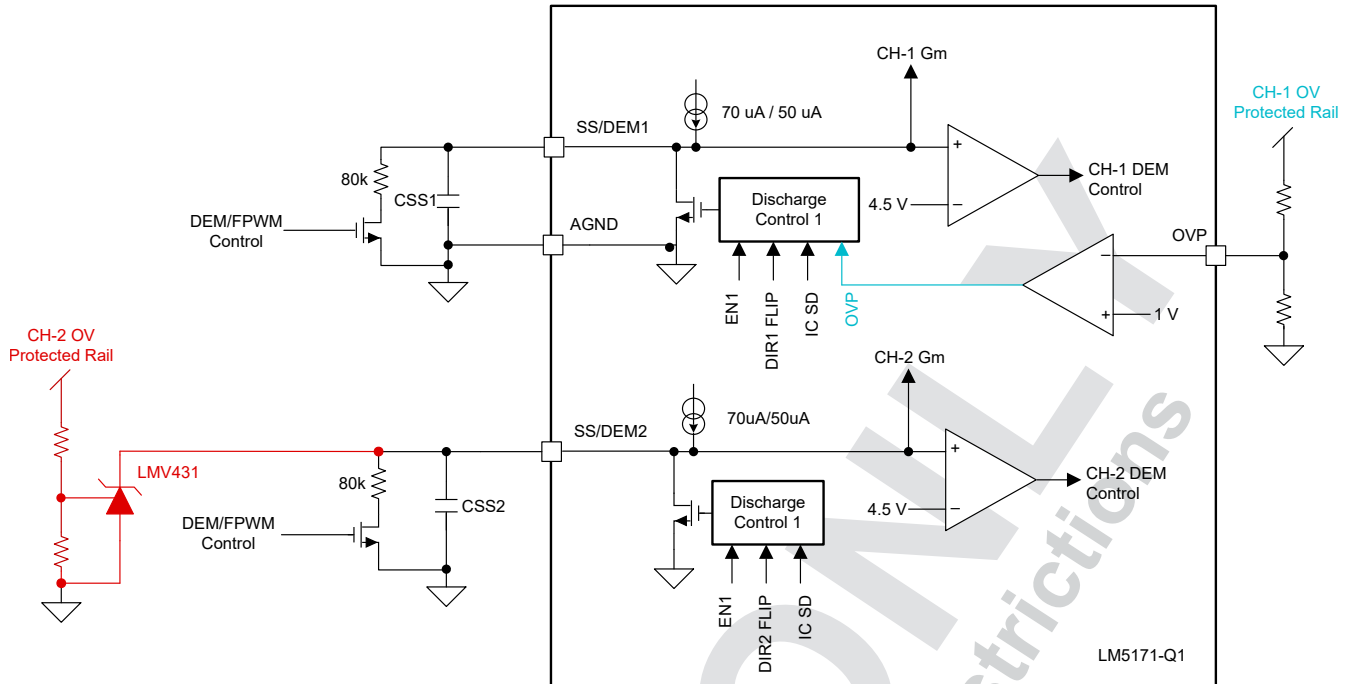 CH-1 Gm
CH-1 OV
Protected Rail
70 uA / 50 uA
SS/DEM1
+
80k
CSS1
Discharge
Control 1
4.5 V
−
CH-1 DEM
Control
DEM/FPWM
Control
AGND
OVP
−
EN1
DIR1 FLIP
IC SD
OVP
+
1 V
CH-2 OV
Protected Rail
CH-2 Gm
SS/DEM2
70uA/50uA
+
LMV431
80k
CSS2
Discharge
Control 1
4.5 V
−
CH-2 DEM
Control
DEM/FPWM
Control
EN1
DIR2 FLIP
IC SD
LM5171-Q1
ONLY
strictions